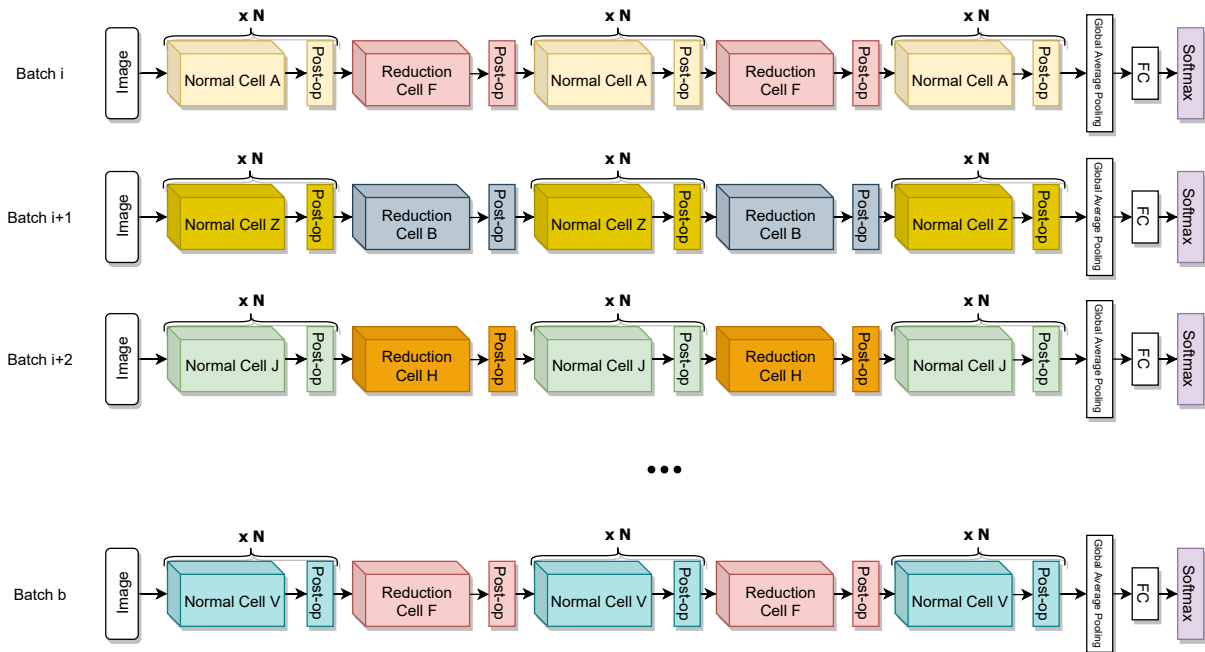 x N x N x N
Batch i Image Normal Cell A Post-op Reduction Cell F Post-op Normal Cell A Post-op Reduction Cell F Post-op Normal Cell A Post-op Global Average Pooling FC Softmax
x N x N x N
Batch i+1 Image Normal Cell Z Post-op Reduction Cell B Post-op Normal Cell Z Post-op Reduction Cell B Post-op Normal Cell Z Post-op Global Average Pooling FC Softmax
x N x N x N
Batch i+2 Image Normal Cell J Post-op Reduction Cell H Post-op Normal Cell J Post-op Reduction Cell H Post-op Normal Cell J Post-op Global Average Pooling FC Softmax
•••
x N x N x N
Batch b Image Normal Cell V Post-op Reduction Cell F Post-op Normal Cell V Post-op Reduction Cell F Post-op Normal Cell V Post-op Global Average Pooling FC Softmax